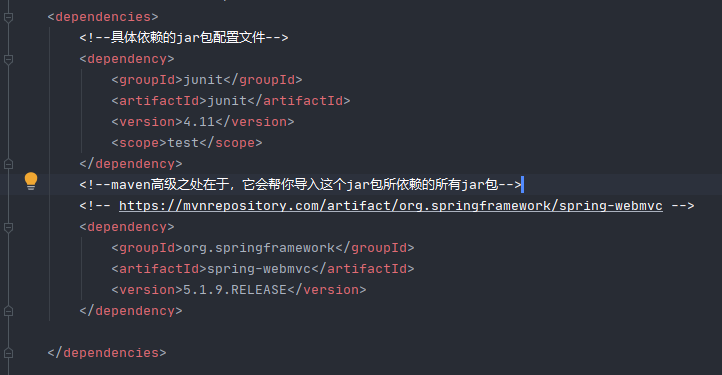 <dependencies>
<!--具体依赖的jar包配置文件-->
<dependency>
<groupId>junit</groupId>
<artifactId>junit</artifactId>
<version>4.11</version>
<scope>test</scope>
</dependency>
<!--maven高级之处在于，它会帮你导入这个jar包所依赖的所有jar包-->
<!-- https://mvnrepository.com/artifact/org.springframework/spring-webmvc -->
<dependency>
<groupId>org.springframework</groupId>
<artifactId>spring-webmvc</artifactId>
<version>5.1.9.RELEASE</version>
</dependency>
</dependencies>